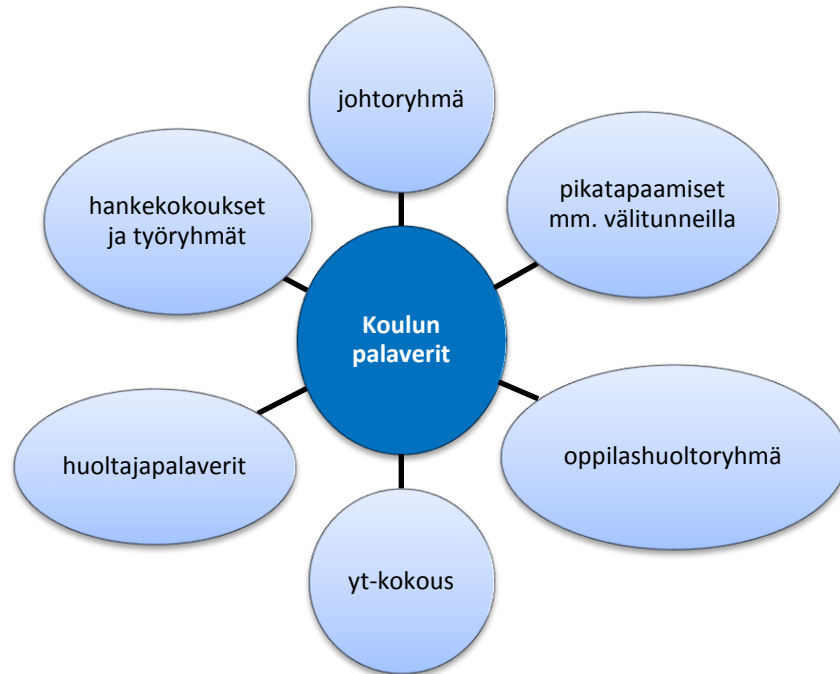 johtoryhmä
pikatapaamiset
mm. välitunneilla
hankekokoukset
ja työryhmät
Koulun
palaverit
huoltajapalaverit
oppilashuoltoryhmä
yt-kokous